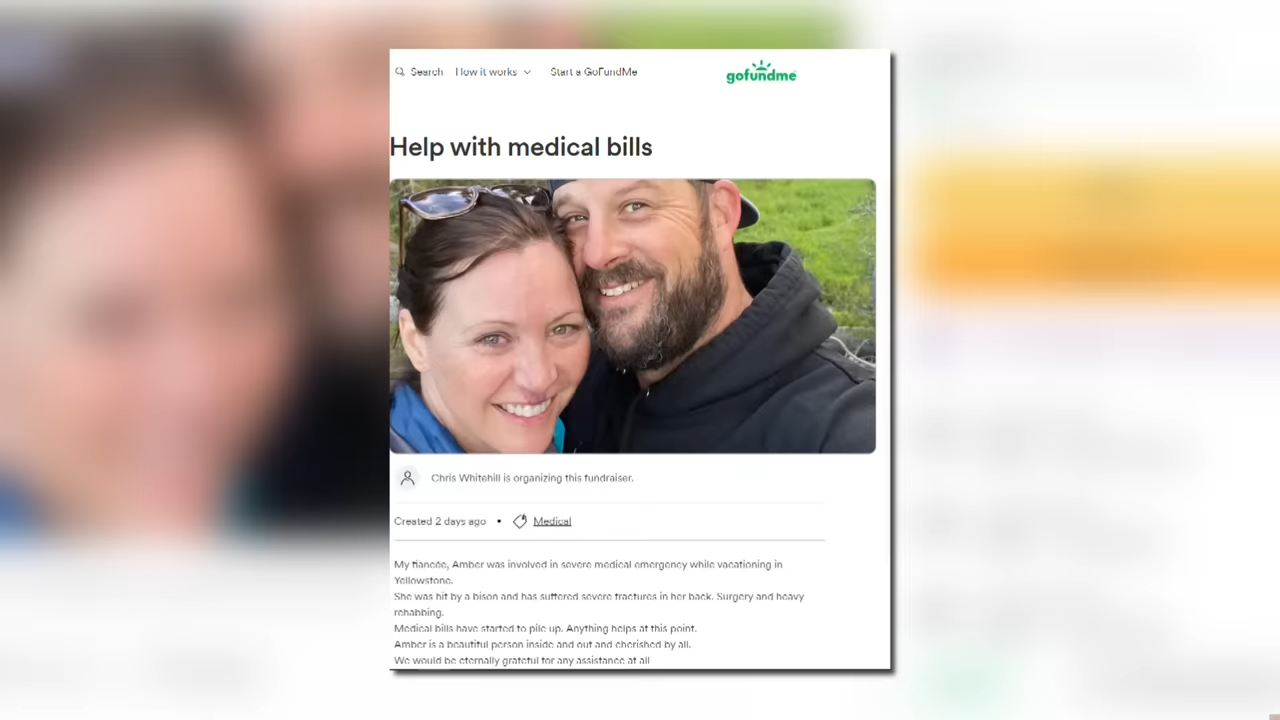 Search How it works Start a GoFundMe gofundme
Help with medical bills
Chris Whitehill is organizing this fundraiser.
Created 2 days ago • Medical
My fiancée, Amber was involved in severe medical emergency while vacationing in
Yellowstone.
She was hit by a bison and has suffered severe fractures in her back. Surgery and heavy
rehabbing.
Medical bills have started to pile up. Anything helps at this point.
Amber is a beautiful person inside and out and cherished by all.
We would be eternally grateful for any assistance at all